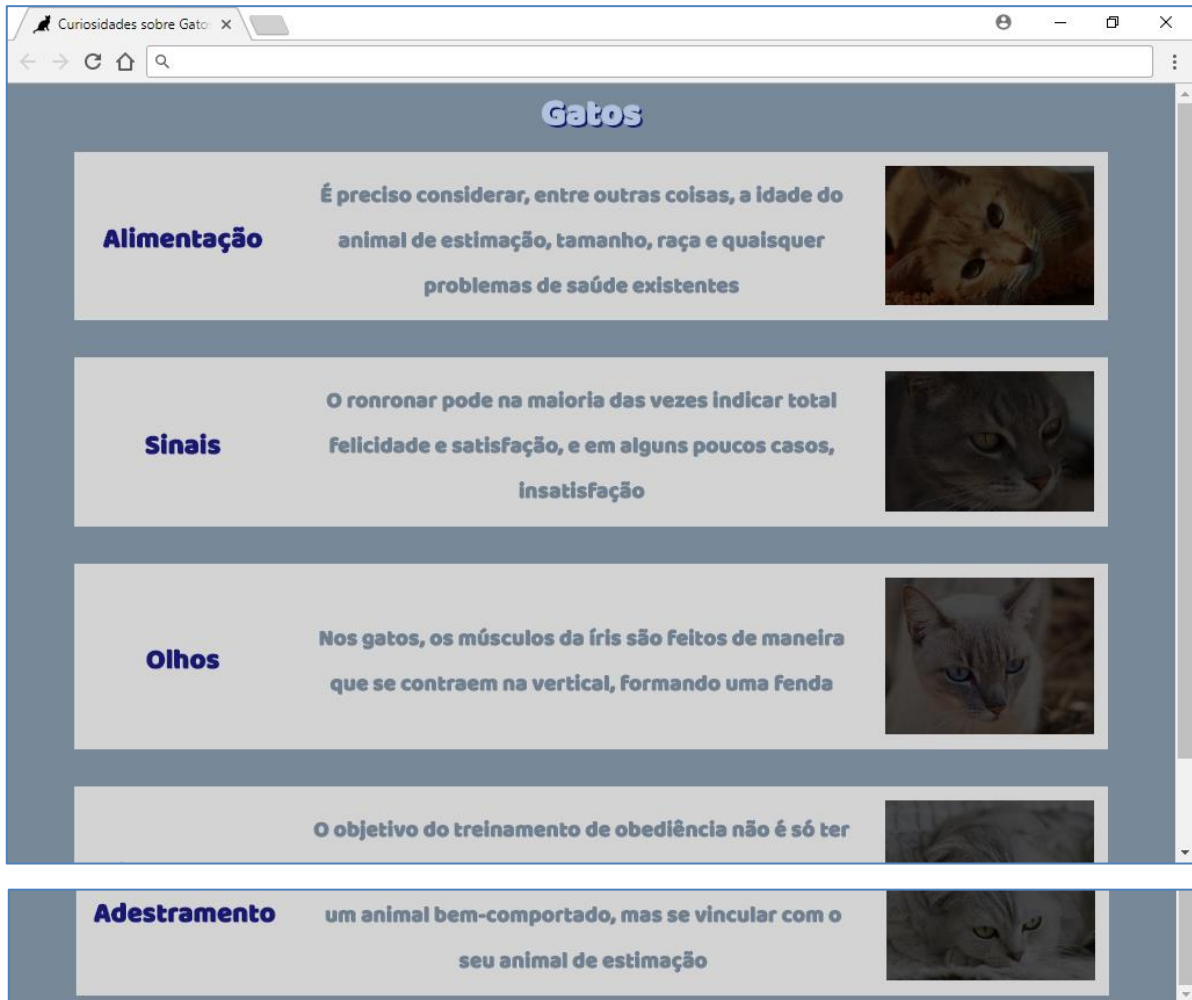 Curiosidades sobre Gato
Gatos
Alimentação
É preciso considerar, entre outras coisas, a idade do
animal de estimação, tamanho, raça e quaisquer
problemas de saúde existentes
Sinais
O ronronar pode na maioria das vezes indicar total
felicidade e satisfação, e em alguns poucos casos,
insatisfação
Olhos
Nos gatos, os músculos da íris são feitos de maneira
que se contraem na vertical, formando uma fenda
O objetivo do treinamento de obediência não é só ter
Adestramento
um animal bem-comportado, mas se vincular com o
seu animal de estimação